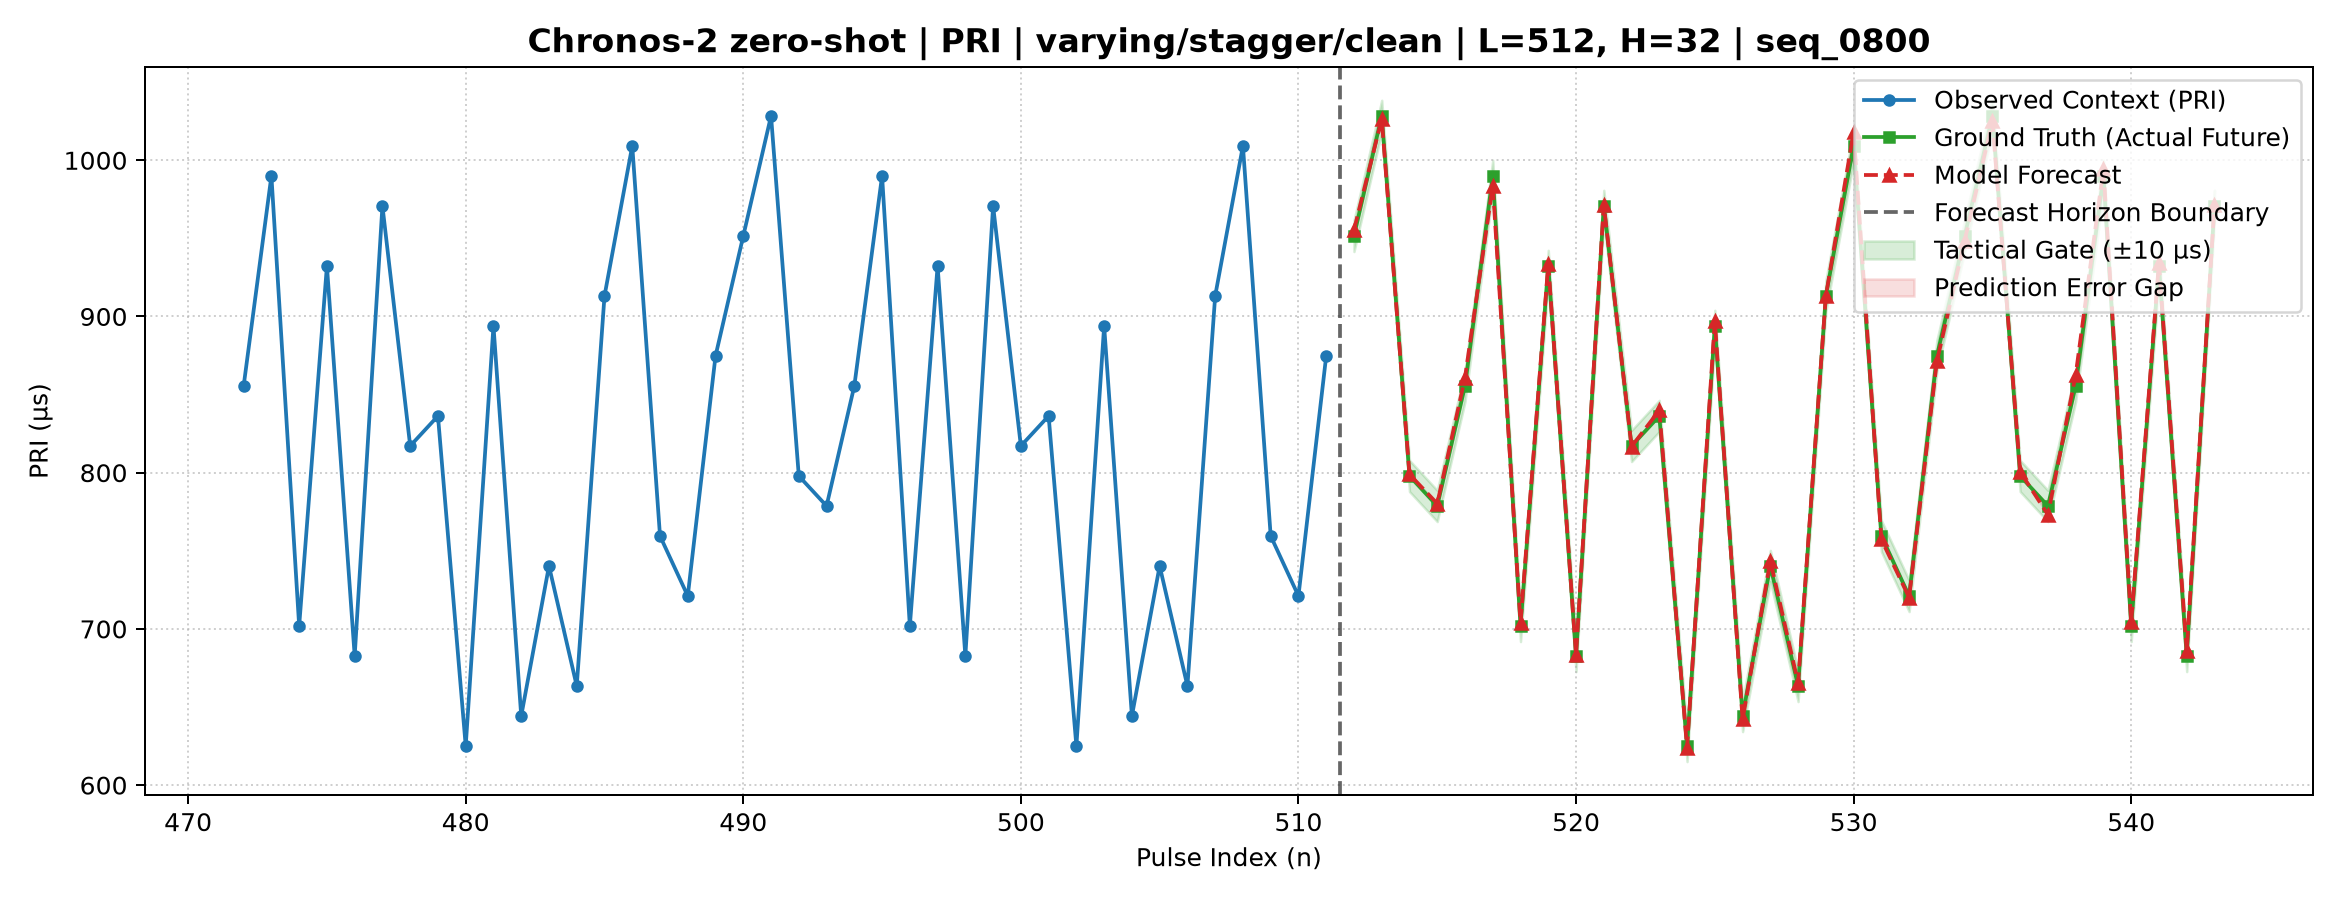 Chronos-2 zero-shot | PRI | varying/stagger/clean | L=512, H=32 | seq_0800
Observed Context (PRI)
Ground Truth (Actual Future)
Model Forecast
Forecast Horizon Boundary
Tactical Gate (±10 µs)
Prediction Error Gap
PRI (µs)
1000
900
800
700
600
470 480 490 500 510 520 530 540
Pulse Index (n)